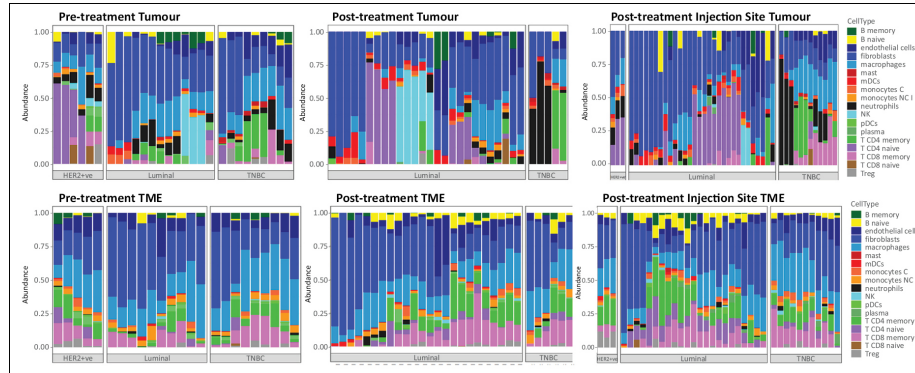 Pre-treatment Tumour
Post-treatment Tumour
Post-treatment Injection Site Tumour
Abundance
1.00
0.75
0.50
0.25
0.00
HER2+ve
Luminal
TNBC
Abundance
1.00
0.75
0.50
0.25
0.00
Luminal
TNBC
Abundance
1.00
0.75
0.50
0.25
0.00
HER2+ve
Luminal
TNBC
CellType
B memory
B naive
endothelial cells
fibroblasts
macrophages
mast
mDCs
monocytes C
monocytes NC I
neutrophils
NK
pDCs
plasma
T CD4 memory
T CD4 naive
T CD8 memory
T CD8 naive
Treg
Pre-treatment TME
Post-treatment TME
Post-treatment Injection Site TME
Abundance
1.00
0.75
0.50
0.25
0.00
HER2+ve
Luminal
TNBC
Abundance
1.00
0.75
0.50
0.25
0.00
Luminal
TNBC
Abundance
1.00
0.75
0.50
0.25
0.00
HER2+ve
Luminal
TNBC
CellType
B memory
B naive
endothelial cells
fibroblasts
macrophages
mast
mDCs
monocytes C
monocytes NC
neutrophils
NK
pDCs
plasma
T CD4 memory
T CD4 naive
T CD8 memory
T CD8 naive
Treg